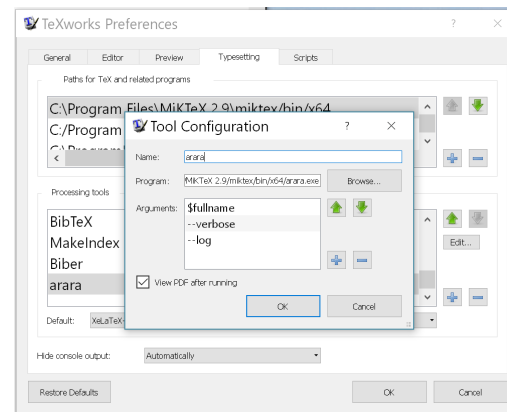 TeXworks Preferences
General Editor Preview Typesetting Scripts
Paths for TeX and related programs
C:\Program Files\MiKTeX 2.9\miktex/bin/x64
C:/Program
Tool Configuration
Name: arara
Program: MiKTeX 2.9/miktex/bin/x64/arara.exe Browse...
Arguments: $fullname
--verbose
--log
View PDF after running
OK Cancel
Processing tools
BibTeX
MakeIndex
Biber
arara
Edit...
Default: XeLaTeX
Hide console output: Automatically
Restore Defaults OK Cancel